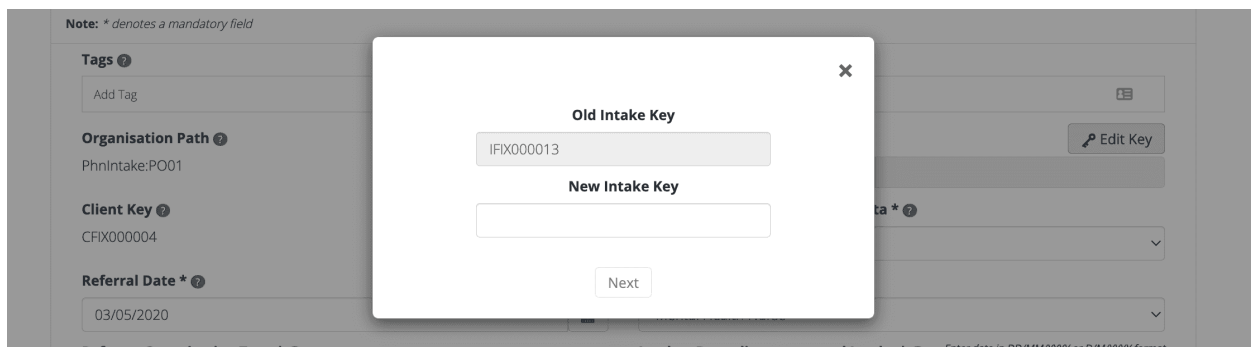 Note: * denotes a mandatory field
Tags
Add Tag
Old Intake Key
IFIX000013
New Intake Key
Next
Organisation Path
PhnIntake:PO01
Edit Key
Client Key
CFIX000004
ta *
Referral Date *
03/05/2020